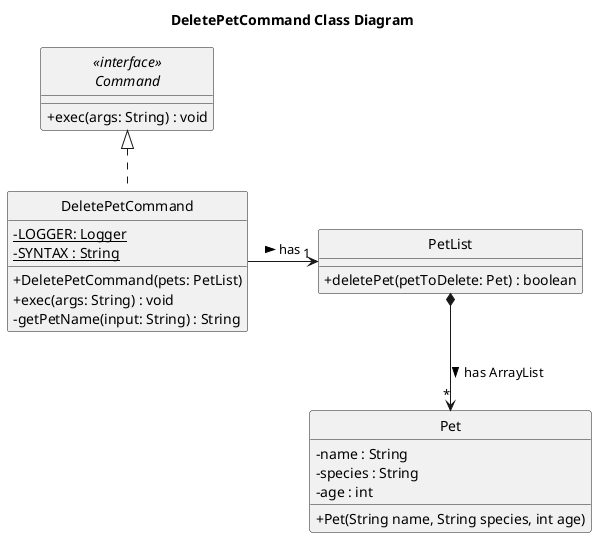 DeletePetCommand Class Diagram
«interface»
Command
+exec(args: String) : void
DeletePetCommand
-LOGGER: Logger
-SYNTAX : String
+DeletePetCommand(pets: PetList)
+exec(args: String) : void
-getPetName(input: String) : String
has
1
PetList
+deletePet(petToDelete: Pet) : boolean
has ArrayList
*
Pet
-name : String
-species : String
-age : int
+Pet(String name, String species, int age)